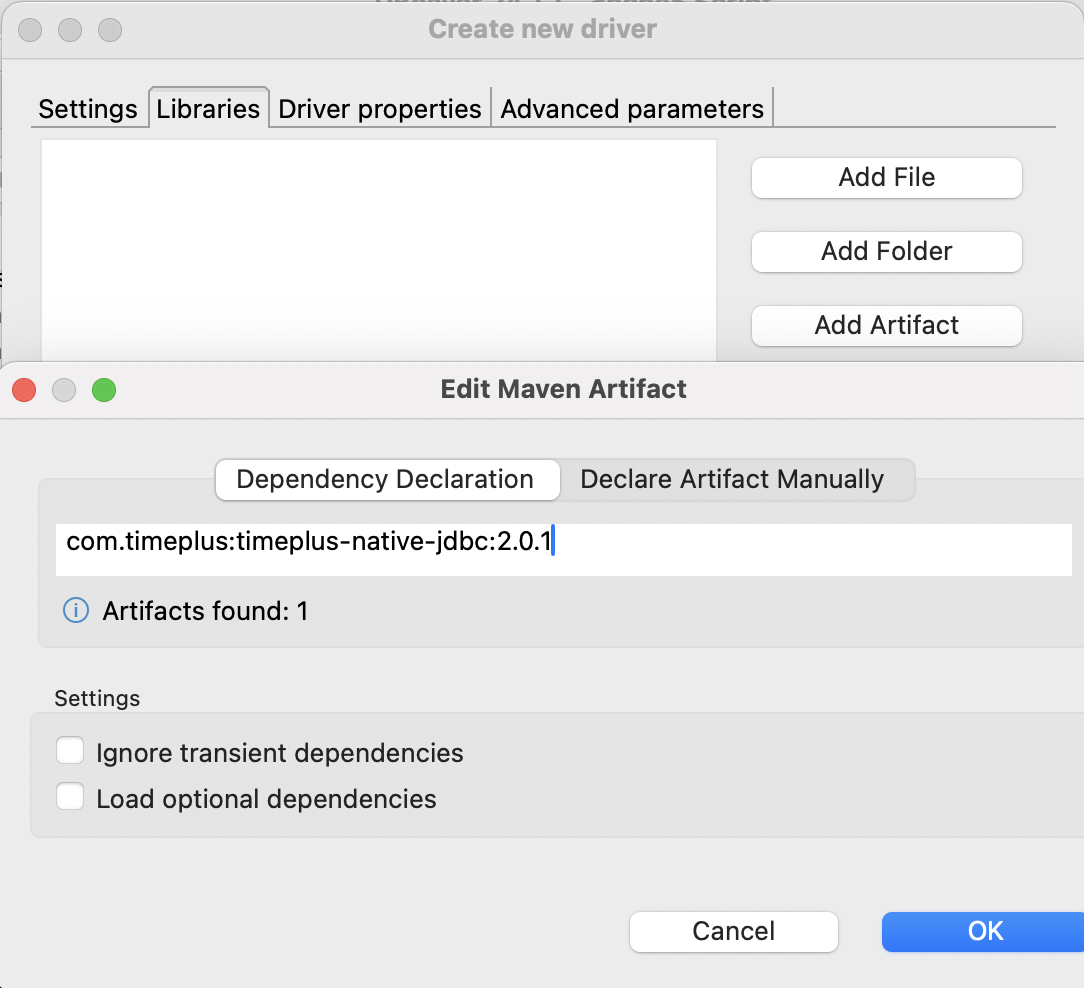 Create new driver
Settings Libraries Driver properties Advanced parameters
Add File
Add Folder
Add Artifact
Edit Maven Artifact
Dependency Declaration Declare Artifact Manually
com.timeplus:timeplus-native-jdbc:2.0.1
Artifacts found: 1
Settings
Ignore transient dependencies
Load optional dependencies
Cancel OK